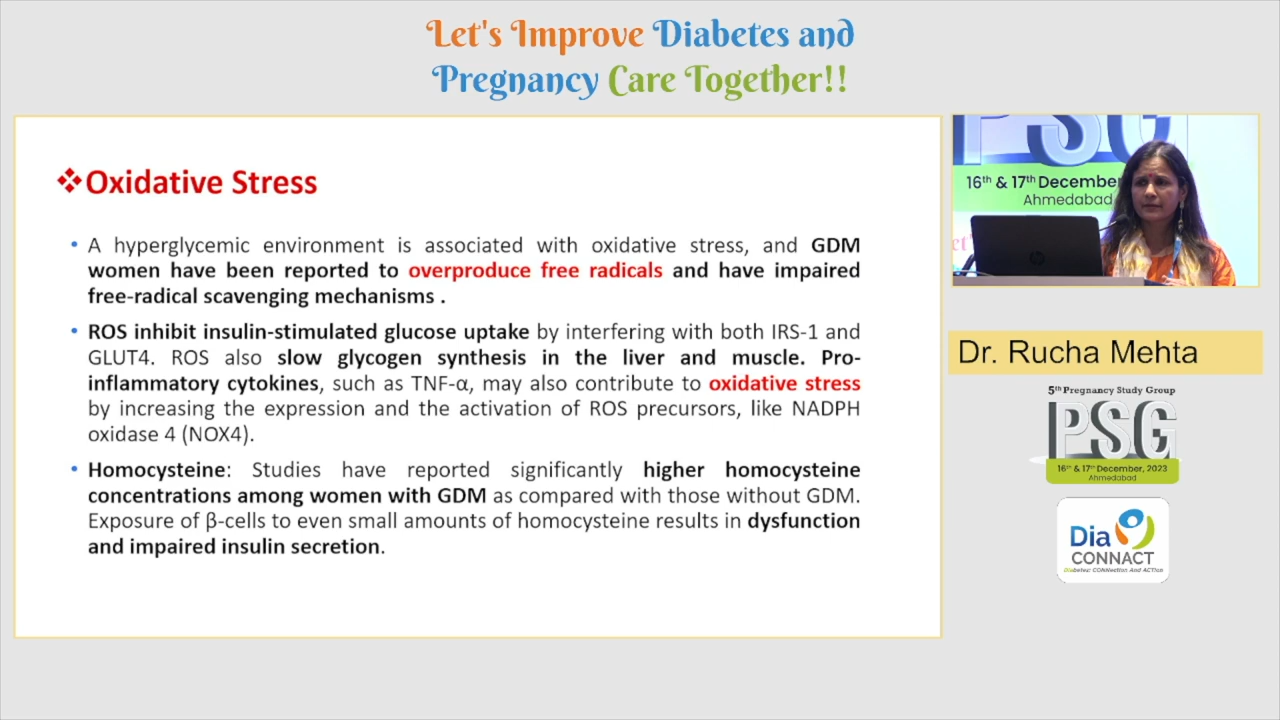 Let's Improve Diabetes and
Pregnancy Care Together!!
❖Oxidative Stress
• A hyperglycemic environment is associated with oxidative stress, and GDM
women have been reported to overproduce free radicals and have impaired
free-radical scavenging mechanisms .
• ROS inhibit insulin-stimulated glucose uptake by interfering with both IRS-1 and
GLUT4. ROS also slow glycogen synthesis in the liver and muscle. Pro-
inflammatory cytokines, such as TNF-α, may also contribute to oxidative stress
by increasing the expression and the activation of ROS precursors, like NADPH
oxidase 4 (NOX4).
• Homocysteine: Studies have reported significantly higher homocysteine
concentrations among women with GDM as compared with those without GDM.
Exposure of β-cells to even small amounts of homocysteine results in dysfunction
and impaired insulin secretion.
PSG
16th & 17th December
Ahmedabad
hp
Dr. Rucha Mehta
5th Pregnancy Study Group
PSG
16th & 17th December, 2023
Ahmedabad
Dia
CONNACT
Diabetes: CONNection And ACTion